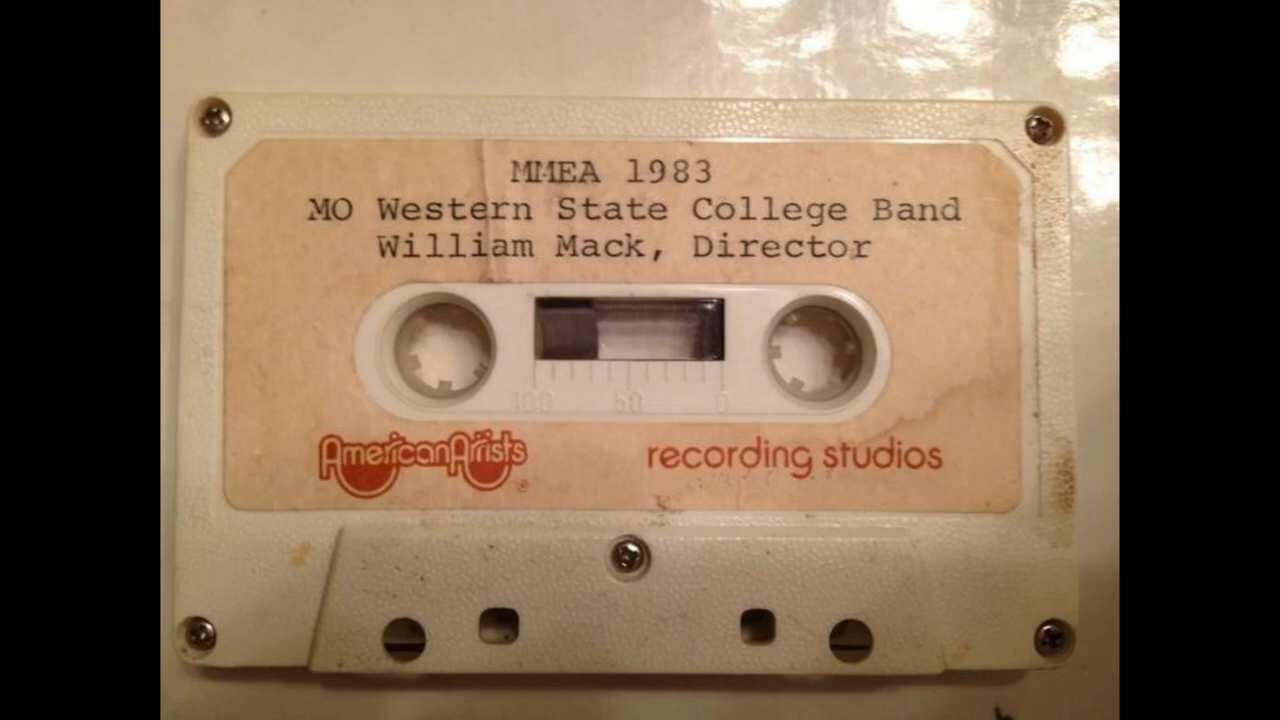 MMEA 1983
MO Western State College Band
William Mack, Director
100 50 0
AmericanArtists ® recording studios